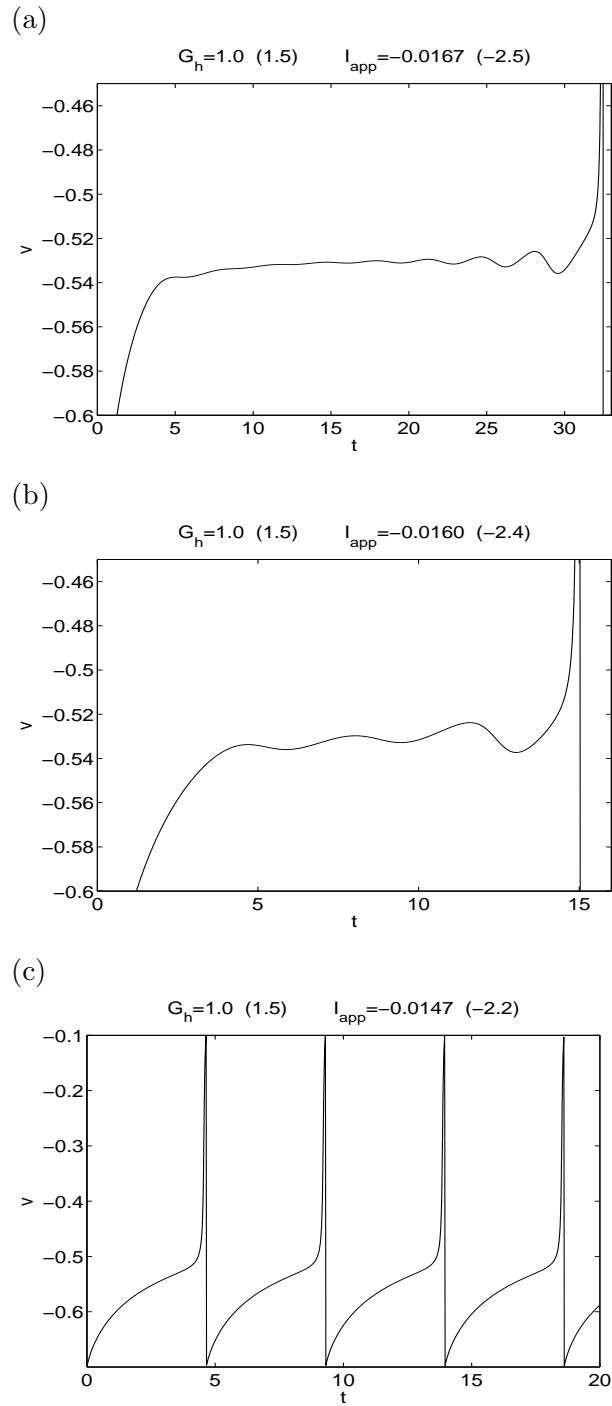 (a)
G_h=1.0 (1.5) I_app=−0.0167 (−2.5)
−0.46
−0.48
−0.5
−0.52
−0.54
−0.56
−0.58
−0.6
v
0 5 10 15 20 25 30
t
(b)
G_h=1.0 (1.5) I_app=−0.0160 (−2.4)
−0.46
−0.48
−0.5
−0.52
−0.54
−0.56
−0.58
−0.6
v
0 5 10 15
t
(c)
G_h=1.0 (1.5) I_app=−0.0147 (−2.2)
−0.1
−0.2
−0.3
−0.4
−0.5
−0.6
v
0 5 10 15 20
t